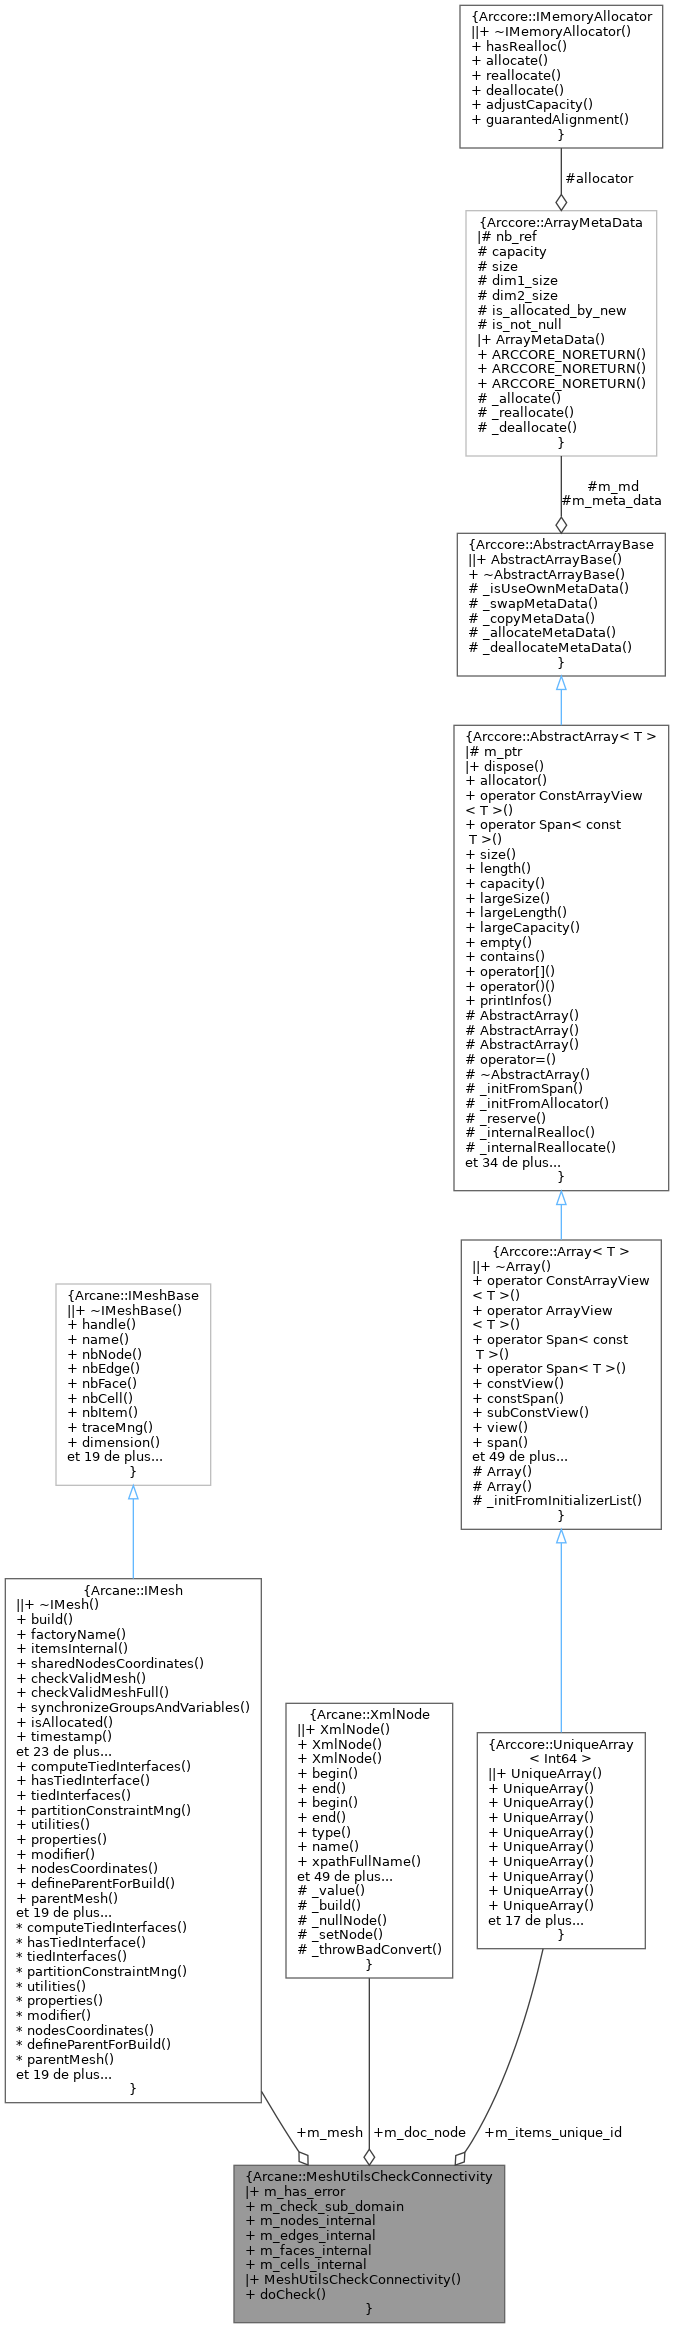 {Arccore::IMemoryAllocator
||+ ~IMemoryAllocator()
+ hasRealloc()
+ allocate()
+ reallocate()
+ deallocate()
+ adjustCapacity()
+ guarantedAlignment()
}
#allocator
{Arccore::ArrayMetaData
|# nb_ref
# capacity
# size
# dim1_size
# dim2_size
# is_allocated_by_new
# is_not_null
|+ ArrayMetaData()
+ ARCCORE_NORETURN()
+ ARCCORE_NORETURN()
+ ARCCORE_NORETURN()
# _allocate()
# _reallocate()
# _deallocate()
}
#m_md
#m_meta_data
{Arccore::AbstractArrayBase
||+ AbstractArrayBase()
+ ~AbstractArrayBase()
# _isUseOwnMetaData()
# _swapMetaData()
# _copyMetaData()
# _allocateMetaData()
# _deallocateMetaData()
}
{Arccore::AbstractArray< T >
|# m_ptr
|+ dispose()
+ allocator()
+ operator ConstArrayView
< T >()
+ operator Span< const
T >()
+ size()
+ length()
+ capacity()
+ largeSize()
+ largeLength()
+ largeCapacity()
+ empty()
+ contains()
+ operator[]()
+ operator()()
+ printInfos()
# AbstractArray()
# AbstractArray()
# AbstractArray()
# operator=()
# ~AbstractArray()
# _initFromSpan()
# _initFromAllocator()
# _reserve()
# _internalRealloc()
# _internalReallocate()
et 34 de plus...
}
{Arccore::Array< T >
||+ ~Array()
+ operator ConstArrayView
< T >()
+ operator ArrayView
< T >()
+ operator Span< const
T >()
+ operator Span< T >()
+ constView()
+ constSpan()
+ subConstView()
+ view()
+ span()
et 49 de plus...
# Array()
# Array()
# _initFromInitializerList()
}
{Arcane::IMeshBase
||+ ~IMeshBase()
+ handle()
+ name()
+ nbNode()
+ nbEdge()
+ nbFace()
+ nbCell()
+ nbItem()
+ traceMng()
+ dimension()
et 19 de plus...
}
{Arcane::IMesh
||+ ~IMesh()
+ build()
+ factoryName()
+ itemsInternal()
+ sharedNodesCoordinates()
+ checkValidMesh()
+ checkValidMeshFull()
+ synchronizeGroupsAndVariables()
+ isAllocated()
+ timestamp()
et 23 de plus...
+ computeTiedInterfaces()
+ hasTiedInterface()
+ tiedInterfaces()
+ partitionConstraintMng()
+ utilities()
+ properties()
+ modifier()
+ nodesCoordinates()
+ defineParentForBuild()
+ parentMesh()
et 19 de plus...
* computeTiedInterfaces()
* hasTiedInterface()
* tiedInterfaces()
* partitionConstraintMng()
* utilities()
* properties()
* modifier()
* nodesCoordinates()
* defineParentForBuild()
* parentMesh()
et 19 de plus...
}
{Arcane::XmlNode
||+ XmlNode()
+ XmlNode()
+ XmlNode()
+ begin()
+ end()
+ begin()
+ end()
+ type()
+ name()
+ xpathFullName()
et 49 de plus...
# _value()
# _build()
# _nullNode()
# _setNode()
# _throwBadConvert()
}
{Arccore::UniqueArray
< Int64 >
||+ UniqueArray()
+ UniqueArray()
+ UniqueArray()
+ UniqueArray()
+ UniqueArray()
+ UniqueArray()
+ UniqueArray()
+ UniqueArray()
+ UniqueArray()
+ UniqueArray()
et 17 de plus...
}
+m_mesh
+m_doc_node
+m_items_unique_id
{Arcane::MeshUtilsCheckConnectivity
|+ m_has_error
+ m_check_sub_domain
+ m_nodes_internal
+ m_edges_internal
+ m_faces_internal
+ m_cells_internal
|+ MeshUtilsCheckConnectivity()
+ doCheck()
}